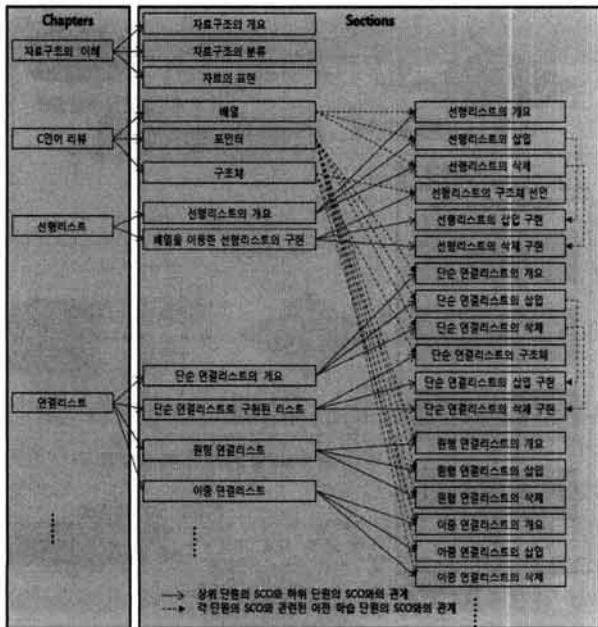 Chapters
Sections
자료구조의 이해
C언어 리뷰
선형리스트
연결리스트
자료구조의 개요
자료구조의 분류
자료의 표현
배열
포인터
구조체
선형리스트의 개요
배열을 이용한 선형리스트의 구현
단순 연결리스트의 개요
단순 연결리스트로 구현된 리스트
원형 연결리스트
이중 연결리스트
선형리스트의 개요
선형리스트의 삽입
선형리스트의 삭제
선형리스트의 구조체 선언
선형리스트의 삽입 구현
선형리스트의 삭제 구현
단순 연결리스트의 개요
단순 연결리스트의 삽입
단순 연결리스트의 삭제
단순 연결리스트의 구조체
단순 연결리스트의 삽입 구현
단순 연결리스트의 삭제 구현
원형 연결리스트의 개요
원형 연결리스트의 삽입
원형 연결리스트의 삭제
이중 연결리스트의 개요
이중 연결리스트의 삽입
이중 연결리스트의 삭제
상위 단원의 SCO와 하위 단원의 SCO와의 관계
각 단원의 SCO와 관련된 이전 학습 단원의 SCO와의 관계